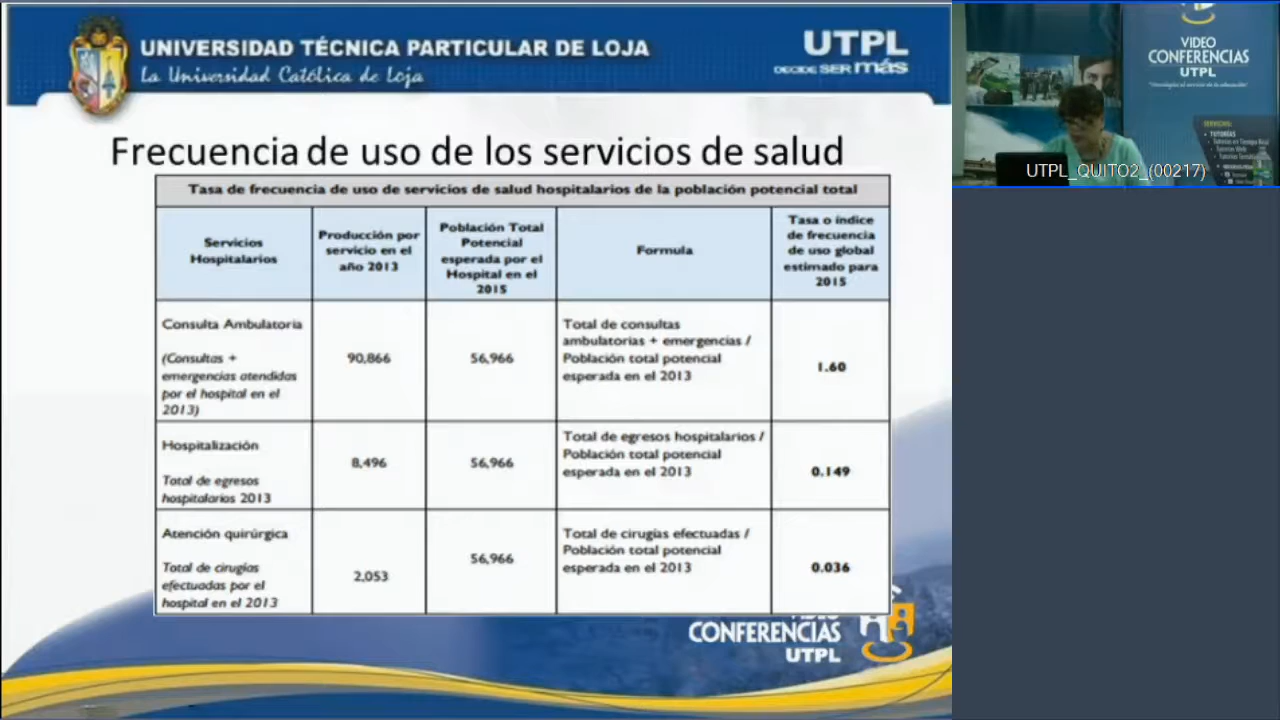 UNIVERSIDAD TÉCNICA PARTICULAR DE LOJA
La Universidad Católica de Loja
UTPL
DECIDE SER más
Frecuencia de uso de los servicios de salud
Tasa de frecuencia de uso de servicios de salud hospitalarios de la población potencial total
Servicios
Hospitalarios
Producción por
servicio en el
año 2013
Población Total
Potencial
esperada por el
Hospital en el
2015
Formula
Tasa o índice
de frecuencia
de uso global
estimado para
2015
Consulta Ambulatoria
(Consultas +
emergencias atendidas
por el hospital en el
2013)
90,866
56,966
Total de consultas
ambulatorias + emergencias /
Población total potencial
esperada en el 2013
1.60
Hospitalización
Total de egresos
hospitalarios 2013
8,496
56,966
Total de egresos hospitalarios /
Población total potencial
esperada en el 2013
0.149
Atención quirúrgica
Total de cirugías
efectuadas por el
hospital en el 2013
2,053
56,966
Total de cirugías efectuadas /
Población total potencial
esperada en el 2013
0.036
VIDEO
CONFERENCIAS
UTPL
VIDEO
CONFERENCIAS
UTPL
SERVICIOS:
TUTORÍAS
UTPL_QUITO2_(00217)